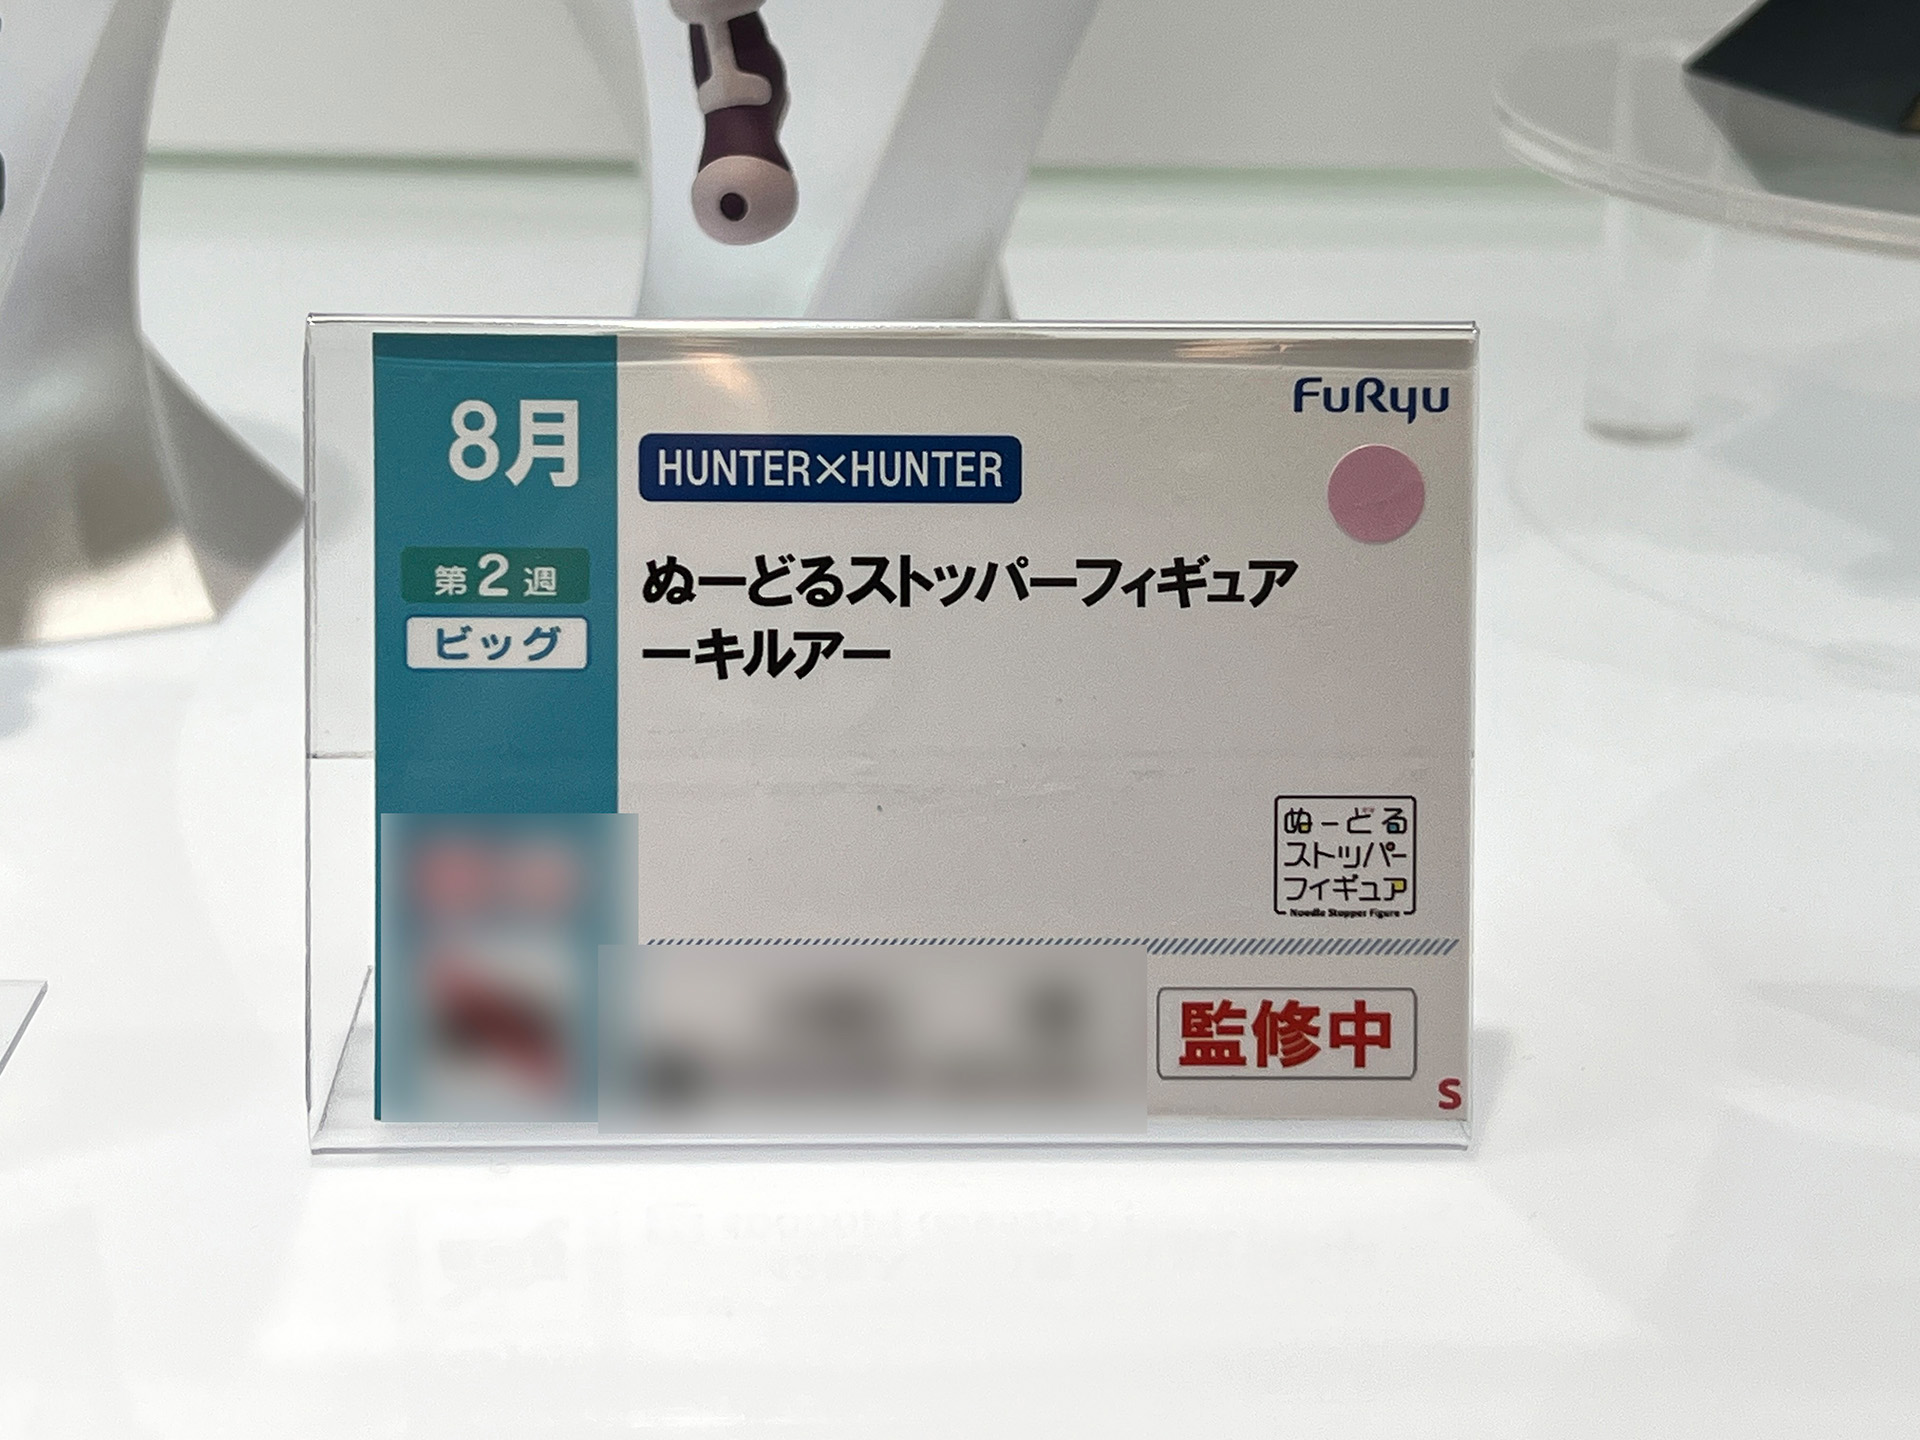 8月
第2週
ビッグ
FuRyu
HUNTER×HUNTER
ぬーどるストッパーフィギュア
ーキルアー
ぬーどる
ストッパー
フィギュア
Noodle Stopper Figure
監修中
S